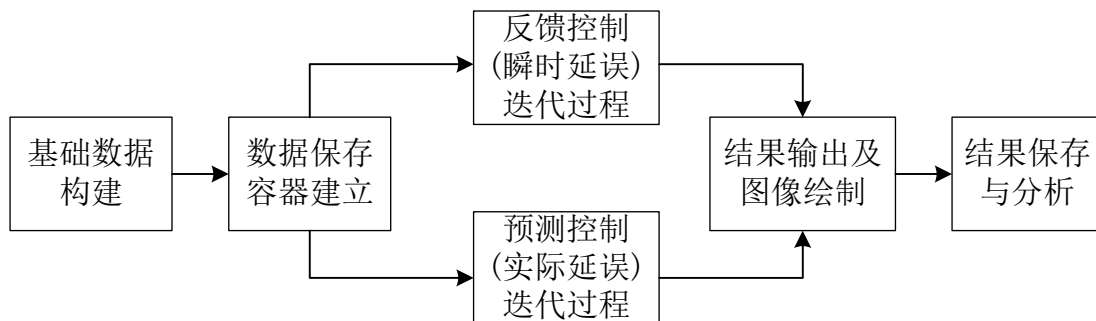 基础数据
构建
数据保存
容器建立
反馈控制
(瞬时延误)
迭代过程
预测控制
(实际延误)
迭代过程
结果输出及
图像绘制
结果保存
与分析